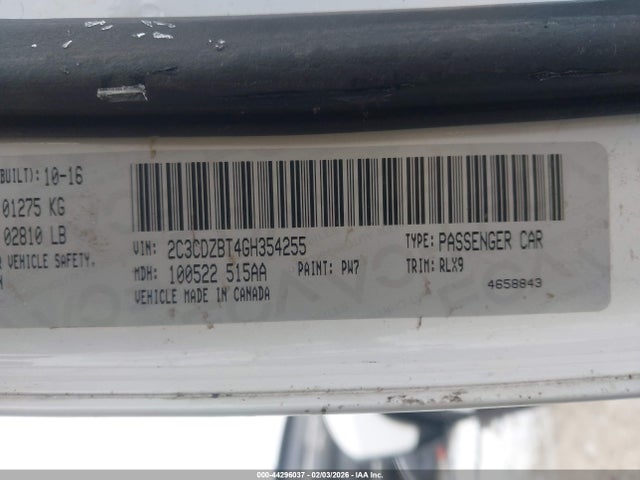 BUILT): 10-16
01275 KG
02810 LB
VEHICLE SAFETY.
VIN: 2C3CDZBT4GH354255 TYPE: PASSENGER CAR
MDH: 100522 515AA PAINT: PW7 TRIM: RLX9
VEHICLE MADE IN CANADA
4658843
000-44296037 - 02/03/2026 - IAA Inc.